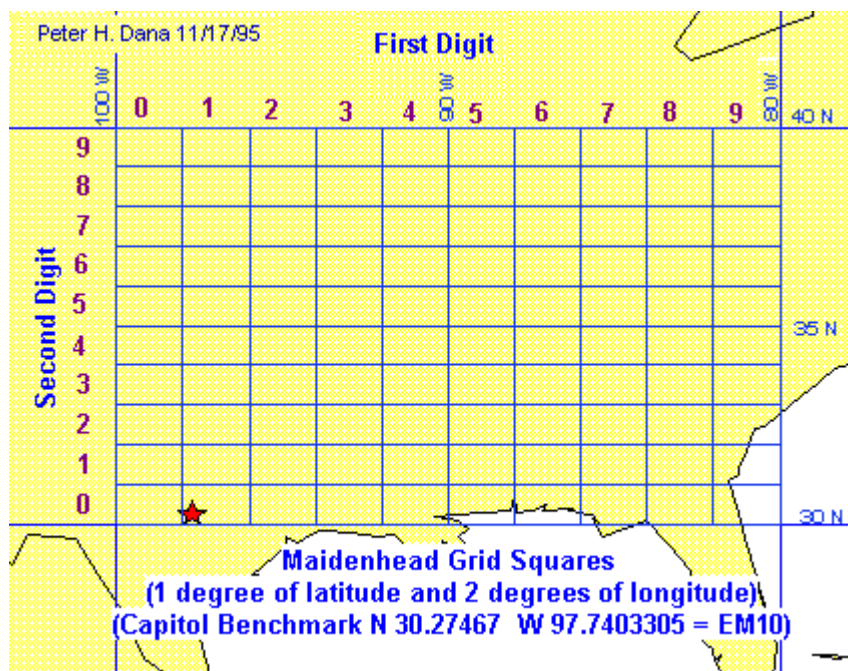 Peter H. Dana 11/17/95
First Digit
100 W
80 W
80 W
0 1 2 3 4 5 6 7 8 9
40 N
Second Digit
9
8
7
6
5
4
3
2
1
0
35 N
30 N
Maidenhead Grid Squares
(1 degree of latitude and 2 degrees of longitude)
(Capitol Benchmark N 30.27467 W 97.7403305 = EM10)